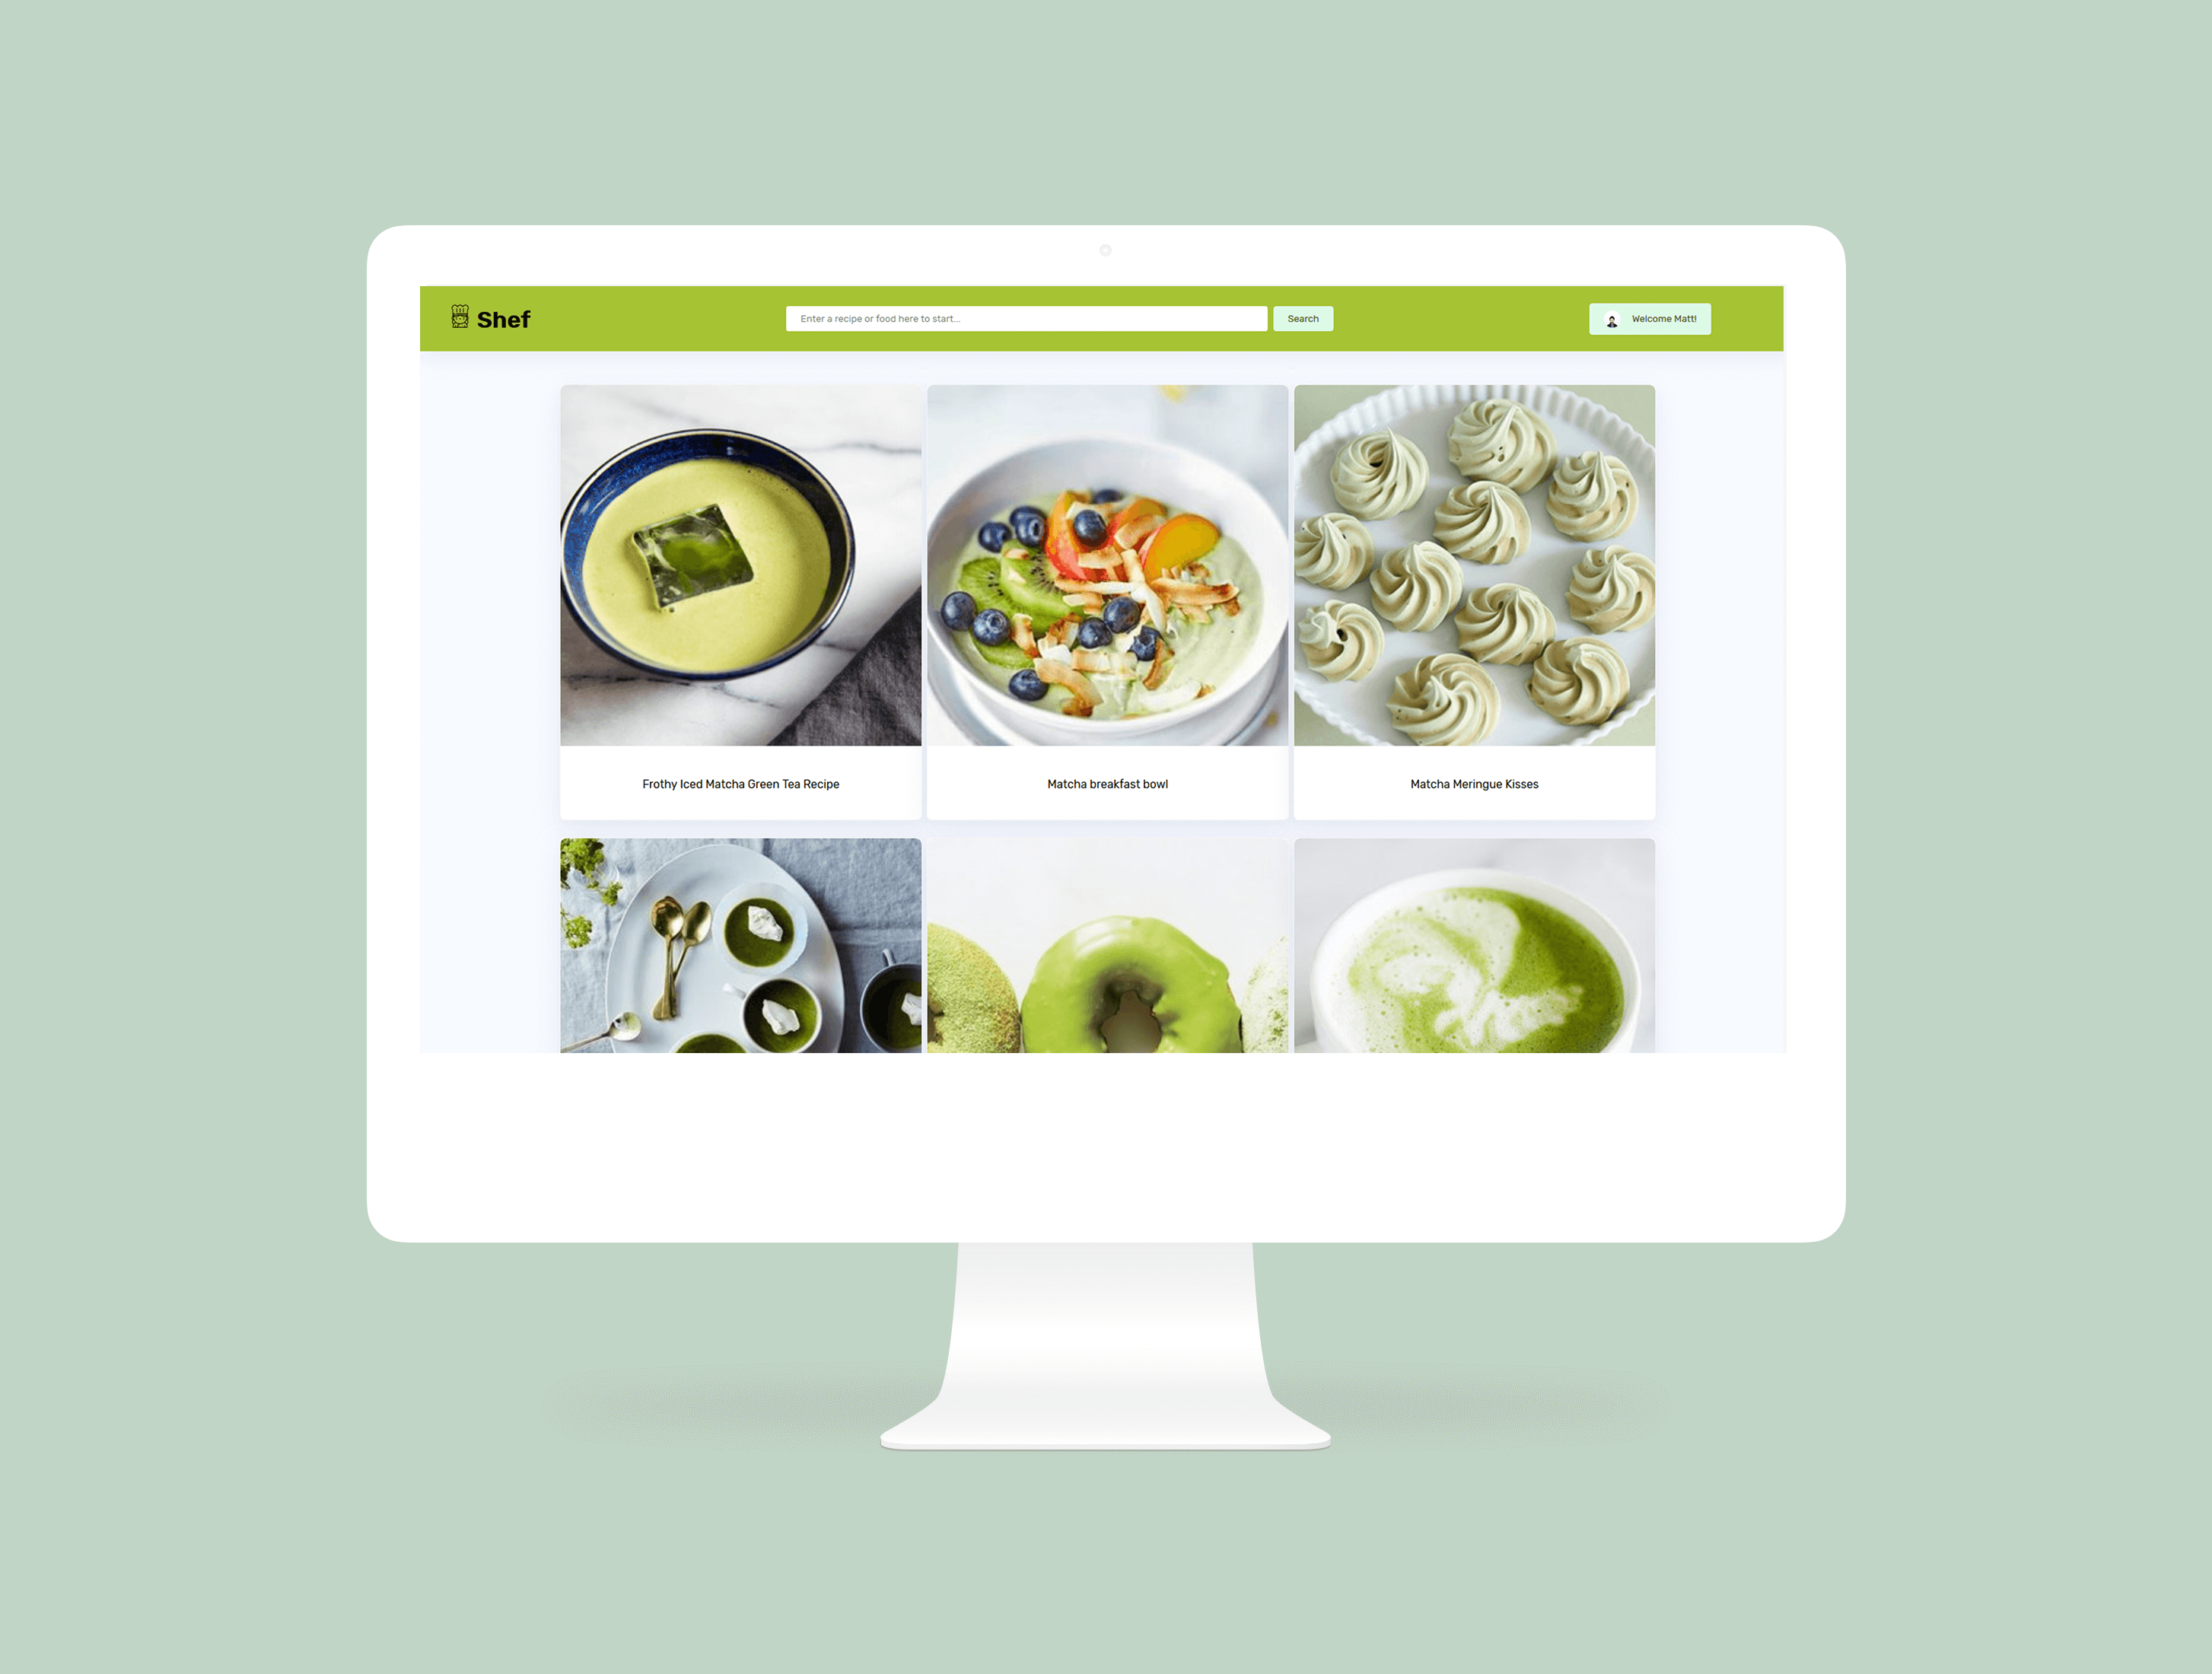 Shef
Enter a recipe or food here to start...
Search
Welcome Matt!
Frothy Iced Matcha Green Tea Recipe
Matcha breakfast bowl
Matcha Meringue Kisses